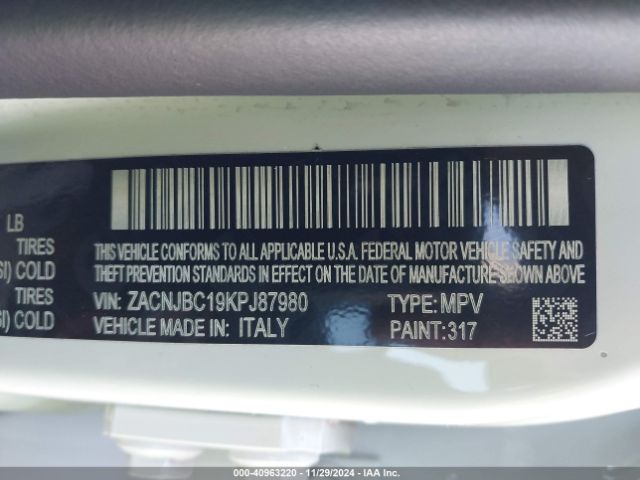 LB
TIRES
SI) COLD
TIRES
SI) COLD
THIS VEHICLE CONFORMS TO ALL APPLICABLE U.S.A. FEDERAL MOTOR VEHICLE SAFETY AND
THEFT PREVENTION STANDARDS IN EFFECT ON THE DATE OF MANUFACTURE SHOWN ABOVE
VIN: ZACNJBC19KPJ87980 TYPE: MPV
VEHICLE MADE IN: ITALY PAINT:317
000-40963220 - 11/29/2024 - IAA Inc.